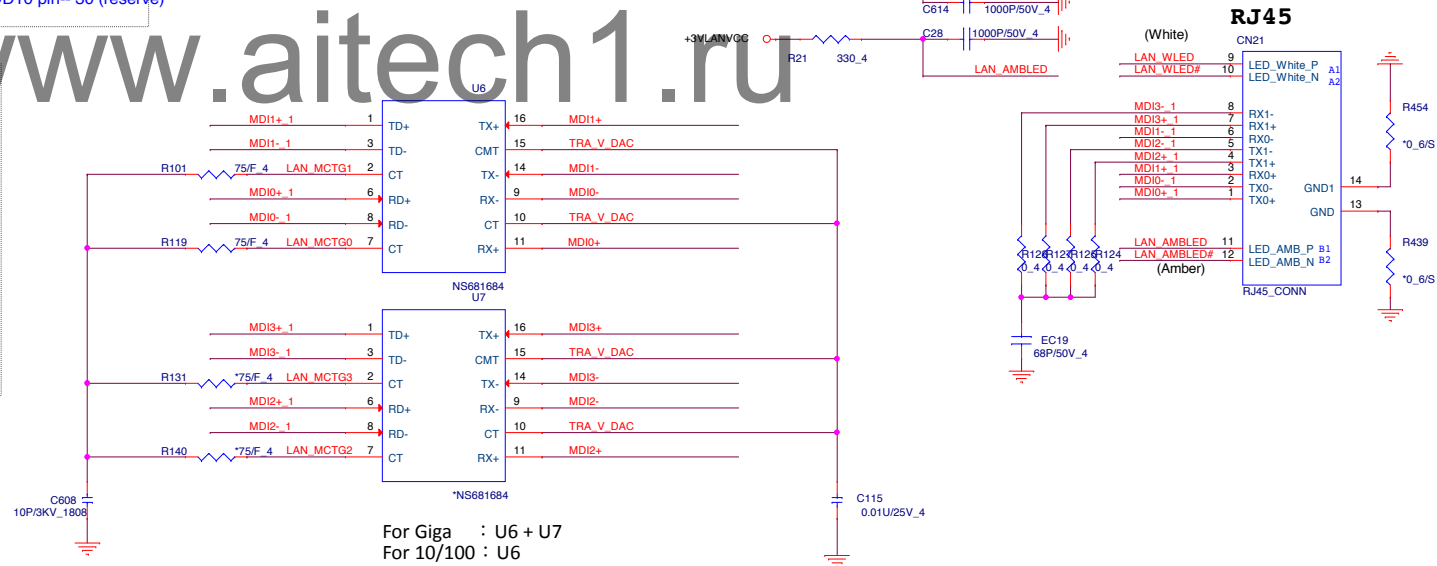 D10 pin-- 30 (reserve)
www.aitech1.ru
C614
1000P/50V_4
+3VLANVCC
R21
330_4
C28
1000P/50V_4
LAN_AMBLED
U6
MDI1+_1
1
TD+
TX+
16
MDI1+
MDI1-_1
3
TD-
CMT
15
TRA_V_DAC
R101
75/F_4
LAN_MCTG1
2
CT
TX-
14
MDI1-
MDI0+_1
6
RD+
RX-
9
MDI0-
MDI0-_1
8
RD-
CT
10
TRA_V_DAC
R119
75/F_4
LAN_MCTG0
7
CT
RX+
11
MDI0+
NS681684
U7
MDI3+_1
1
TD+
TX+
16
MDI3+
MDI3-_1
3
TD-
CMT
15
TRA_V_DAC
R131
*75/F_4
LAN_MCTG3
2
CT
TX-
14
MDI3-
MDI2+_1
6
RD+
RX-
9
MDI2-
MDI2-_1
8
RD-
CT
10
TRA_V_DAC
R140
*75/F_4
LAN_MCTG2
7
CT
RX+
11
MDI2+
*NS681684
C608
10P/3KV_1808
C115
0.01U/25V_4
For Giga : U6 + U7
For 10/100 : U6
RJ45
(White)
CN21
LAN_WLED
9
LED_White_P
A1
LAN_WLED#
10
LED_White_N
A2
MDI3-_1
8
RX1-
MDI3+_1
7
RX1+
MDI1-_1
6
RX0-
MDI2-_1
5
TX1-
MDI2+_1
4
TX1+
MDI1+_1
3
RX0+
MDI0-_1
2
TX0-
MDI0+_1
1
TX0+
GND1
14
GND
13
LAN_AMBLED
11
LED_AMB_P
B1
LAN_AMBLED#
12
LED_AMB_N
B2
(Amber)
RJ45_CONN
R454
*0_6/S
R439
*0_6/S
R124
0_4
0_4
0_4
0_4
EC19
68P/50V_4